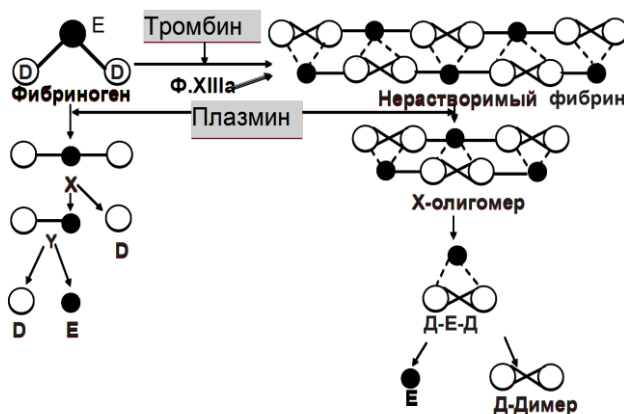 E
Тромбин
D
D
Фибриноген
Ф.XIIIa
Нерастворимый фибрин
Плазмин
X
X-олигомер
D
Y
D
E
Д-Е-Д
E
Д-Димер